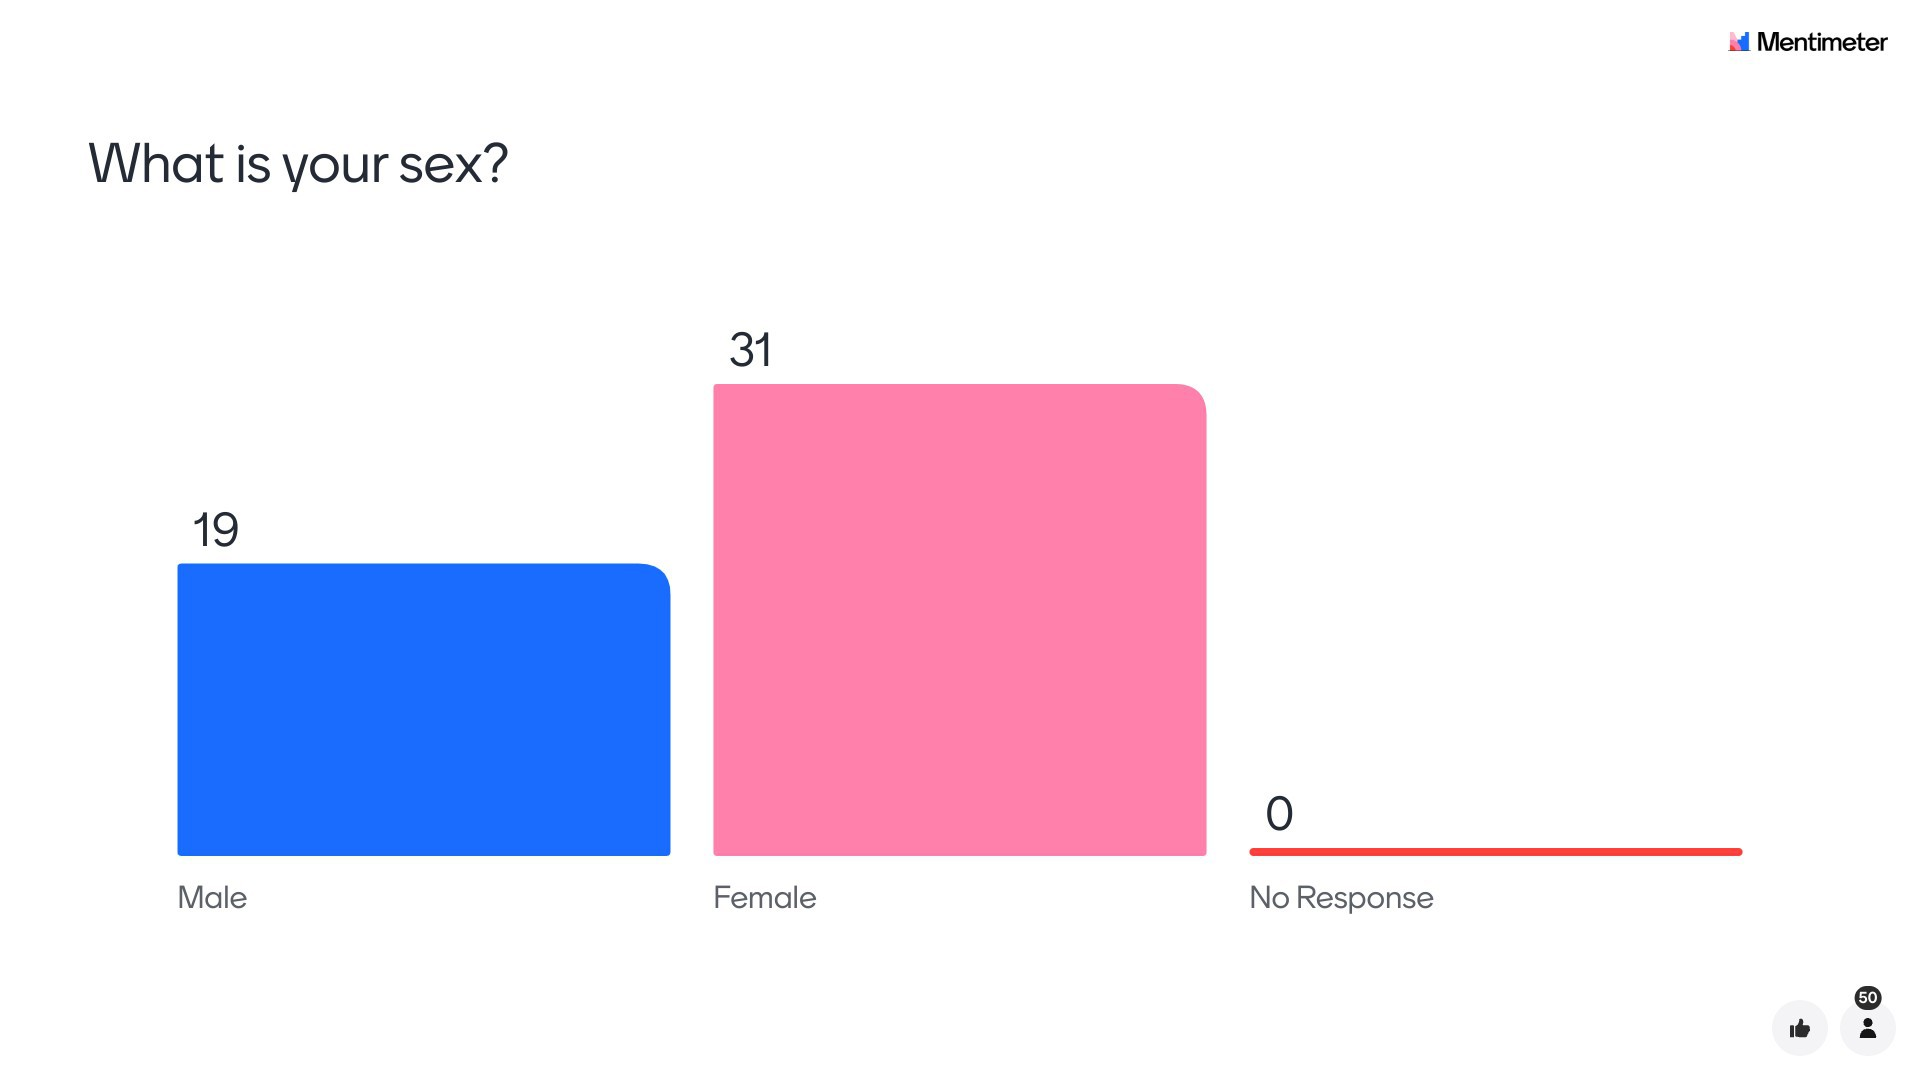 Mentimeter
What is your sex?
31
19
0
Male
Female
No Response
50